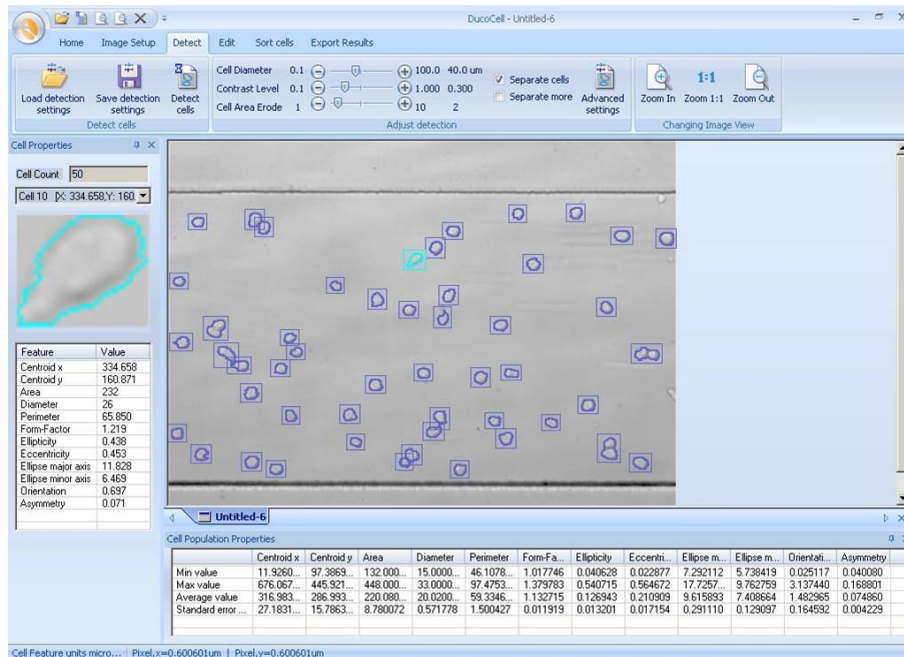 DucoCell - Untitled-6
Home Image Setup Detect Edit Sort cells Export Results
Cell Diameter 0.1 100.0 40.0 um
Contrast Level 0.1 1.000 0.300
Cell Area Erode 1 10 2
Separate cells
Separate more
Load detection settings
Save detection settings
Detect cells
Advanced settings
Zoom In
1:1
Zoom 1:1
Zoom Out
Detect cells
Adjust detection
Changing Image View
Cell Properties
Cell Count 50
Cell 10 [X: 334.658,Y: 160.
Feature Value
Centroid x 334.658
Centroid y 160.871
Area 232
Diameter 26
Perimeter 65.850
Form-Factor 1.219
Ellipticity 0.438
Eccentricity 0.453
Ellipse major axis 11.828
Ellipse minor axis 6.469
Orientation 0.697
Asymmetry 0.071
Untitled-6
Cell Population Properties
Centroid x Centroid y Area Diameter Perimeter Form-Fa... Ellipticity Eccentri... Ellipse m... Ellipse m... Orientati... Asymmetry
Min value 11.9260... 97.3869... 132.000... 15.0000... 46.1078... 1.017746 0.040628 0.022877 7.292112 5.738419 0.025117 0.040080
Max value 676.067... 445.921... 448.000... 33.0000... 97.4753... 1.379783 0.540715 0.564672 17.7257... 9.762759 3.137440 0.168801
Average value 316.983... 286.993... 220.080... 20.0200... 59.3346... 1.132715 0.126943 0.210909 9.615893 7.408664 1.482965 0.074860
Standard error ... 27.1831... 15.7863... 8.780072 0.571778 1.500427 0.011919 0.013201 0.017154 0.291110 0.129097 0.164592 0.004229
Cell Feature units micro... Pixel,x=0.600601um | Pixel,y=0.600601um